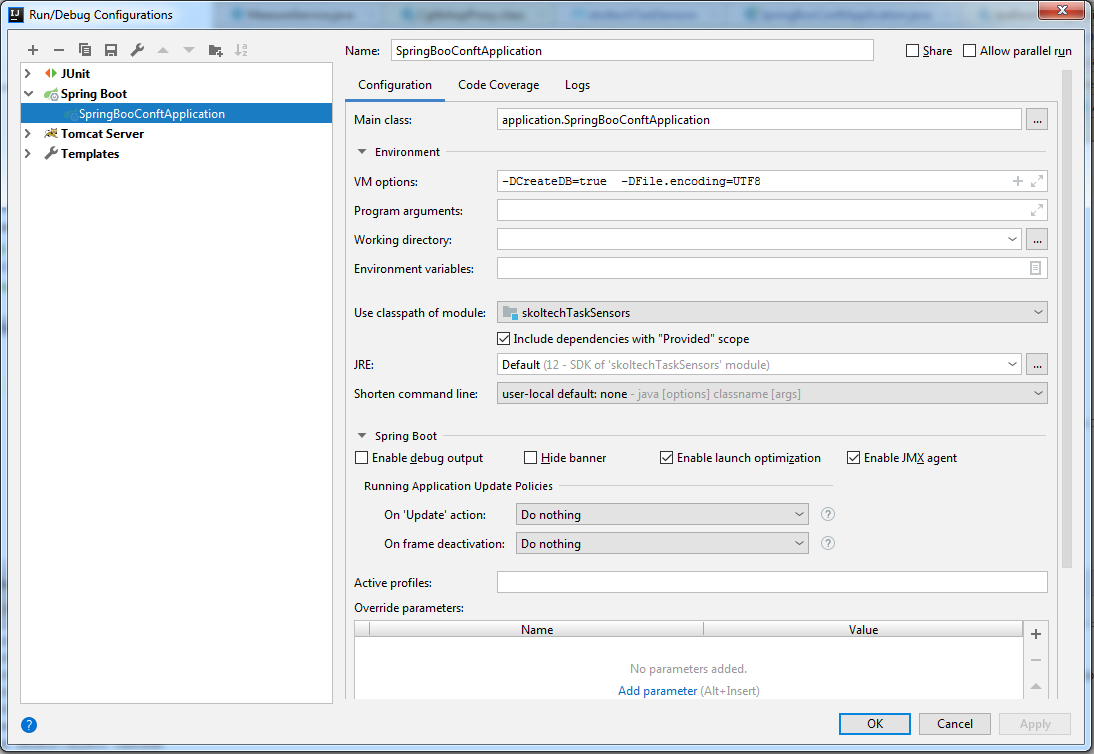 Run/Debug Configurations
Name: SpringBooConftApplication
Share
Allow parallel run
JUnit
Spring Boot
SpringBooConftApplication
Tomcat Server
Templates
Configuration Code Coverage Logs
Main class: application.SpringBooConftApplication ...
Environment
VM options: -DCreateDB=true -DFile.encoding=UTF8
Program arguments:
Working directory: ...
Environment variables:
Use classpath of module: skoltechTaskSensors
Include dependencies with "Provided" scope
JRE: Default (12 - SDK of 'skoltechTaskSensors' module) ...
Shorten command line: user-local default: none - java [options] classname [args]
Spring Boot
Enable debug output Hide banner Enable launch optimization Enable JMX agent
Running Application Update Policies
On 'Update' action: Do nothing ?
On frame deactivation: Do nothing ?
Active profiles:
Override parameters:
Name Value
No parameters added.
Add parameter (Alt+Insert)
? OK Cancel Apply